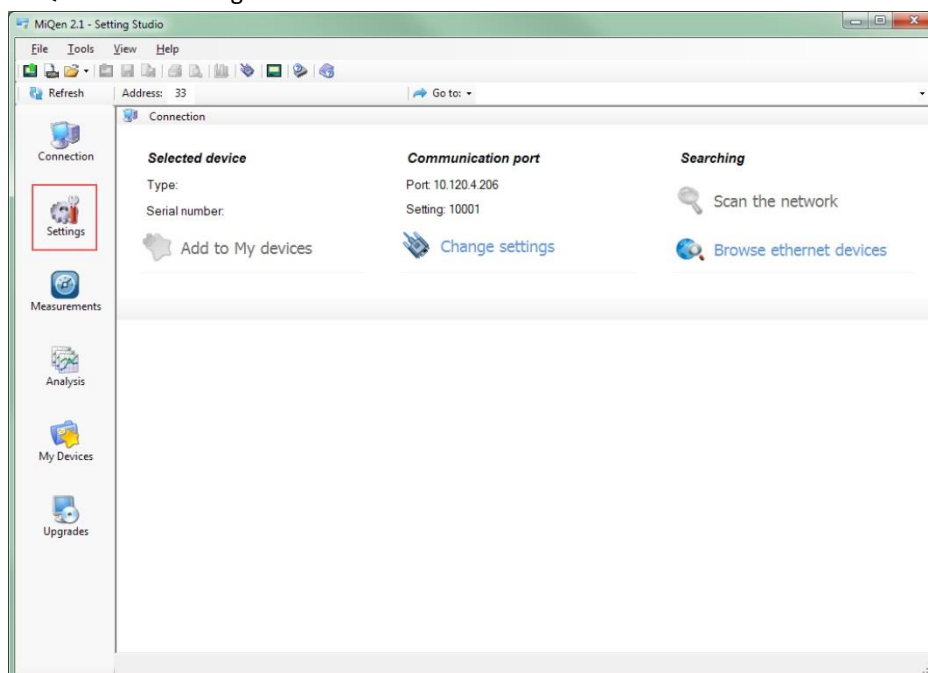 MiQen 2.1 - Setting Studio
File Tools View Help
Refresh Address: 33 Go to:
Connection
Connection
Settings
Measurements
Analysis
My Devices
Upgrades
Selected device
Type:
Serial number:
Add to My devices
Communication port
Port: 10.120.4.206
Setting: 10001
Change settings
Searching
Scan the network
Browse ethernet devices